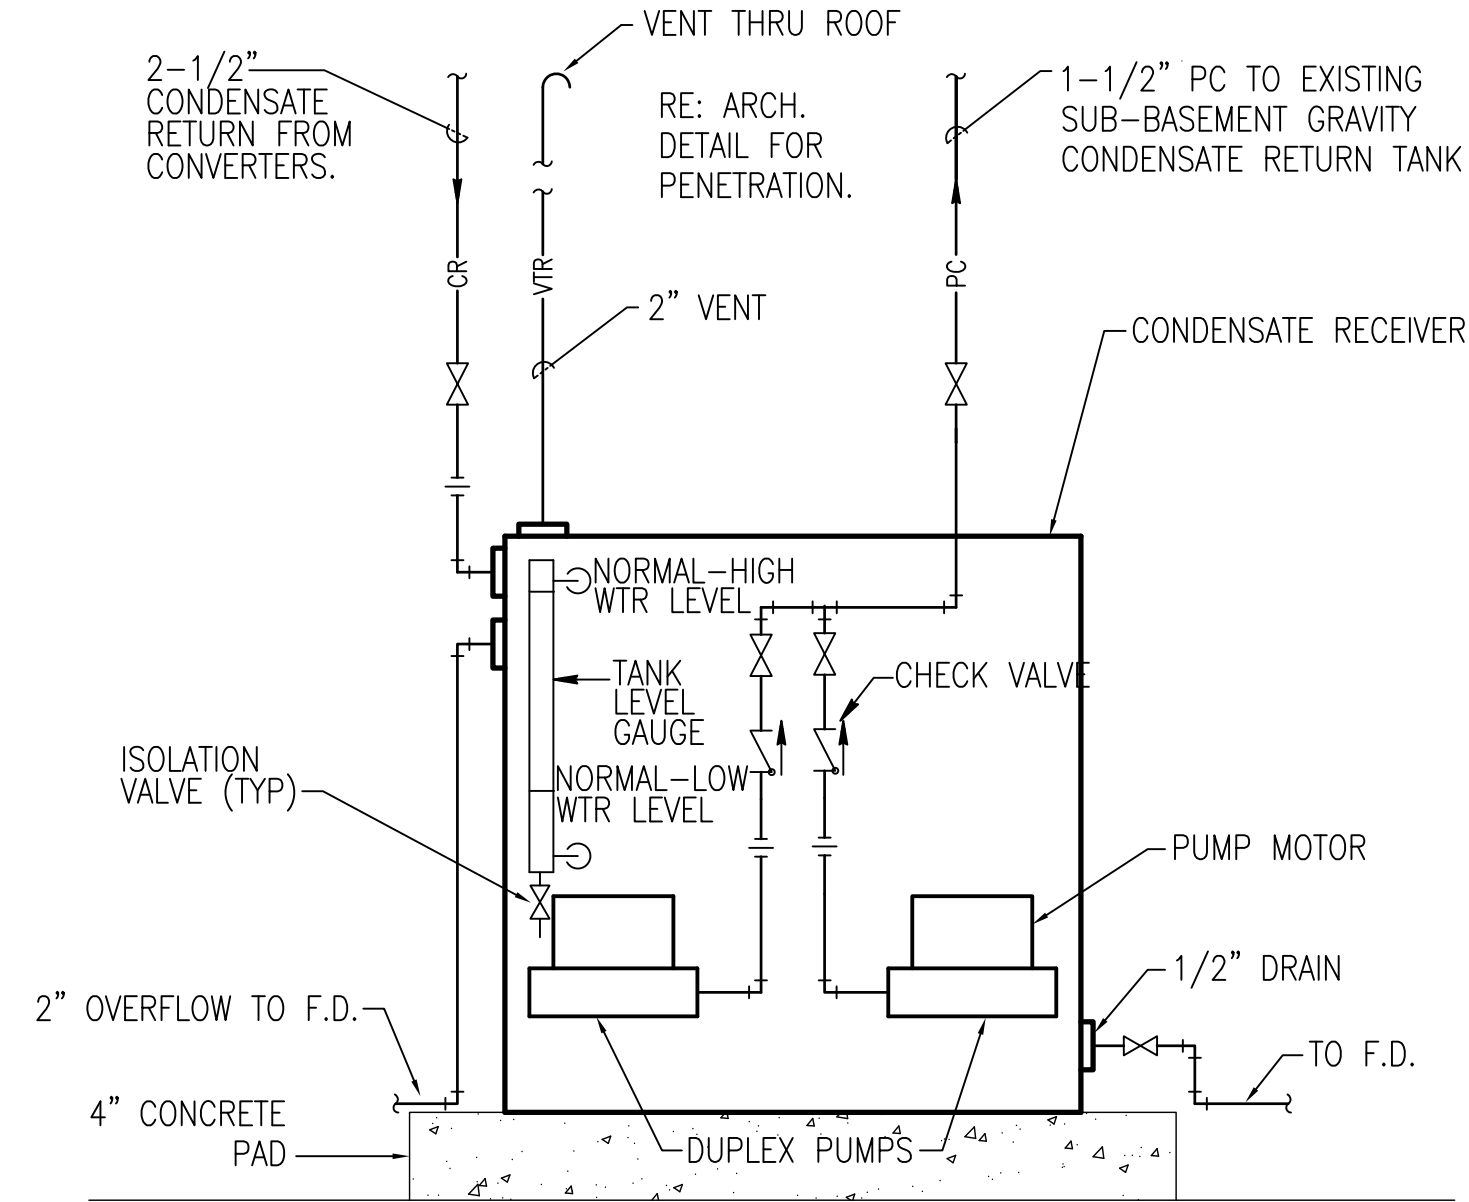 VENT THRU ROOF
2-1/2"
CONDENSATE
RETURN FROM
CONVERTERS.
RE: ARCH.
DETAIL FOR
PENETRATION.
1-1/2" PC TO EXISTING
SUB-BASEMENT GRAVITY
CONDENSATE RETURN TANK
CR
VTR
PC
2" VENT
CONDENSATE RECEIVER
NORMAL-HIGH
WTR LEVEL
TANK
LEVEL
GAUGE
CHECK VALVE
ISOLATION
VALVE (TYP)
NORMAL-LOW
WTR LEVEL
PUMP MOTOR
1/2" DRAIN
2" OVERFLOW TO F.D.
TO F.D.
4" CONCRETE
PAD
DUPLEX PUMPS